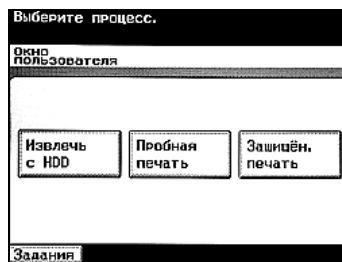 Выберите процесс.
Окно
пользователя
Извлечь
с HDD
Пробная
печать
Защищён.
печать
Задания